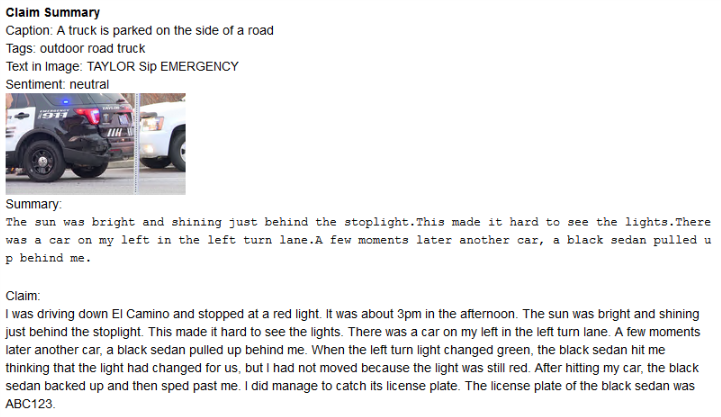 Claim Summary
Caption: A truck is parked on the side of a road
Tags: outdoor road truck
Text in Image: TAYLOR Sip EMERGENCY
Sentiment: neutral
911
Summary:
The sun was bright and shining just behind the stoplight.This made it hard to see the lights.There
was a car on my left in the left turn lane.A few moments later another car, a black sedan pulled u
p behind me.
Claim:
I was driving down El Camino and stopped at a red light. It was about 3pm in the afternoon. The sun was bright and shining
just behind the stoplight. This made it hard to see the lights. There was a car on my left in the left turn lane. A few moments
later another car, a black sedan pulled up behind me. When the left turn light changed green, the black sedan hit me
thinking that the light had changed for us, but I had not moved because the light was still red. After hitting my car, the black
sedan backed up and then sped past me. I did manage to catch its license plate. The license plate of the black sedan was
ABC123.